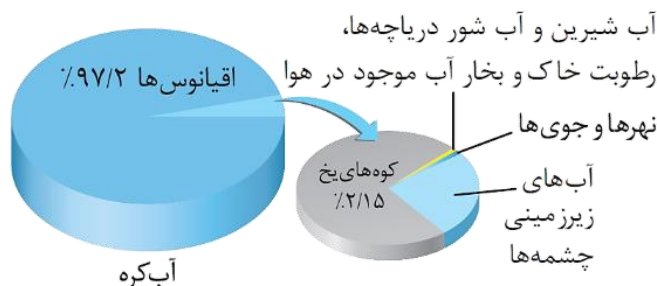 آب شیرین و آب شور دریاچه‌ها،
رطوبت خاک و بخار آب موجود در هوا
نهرها و جوی‌ها
آب‌های
زیرزمینی
چشمه‌ها
اقیانوس‌ها ۹۷/۲٪
کوه‌های یخ
۲/۱۵٪
آب‌کره